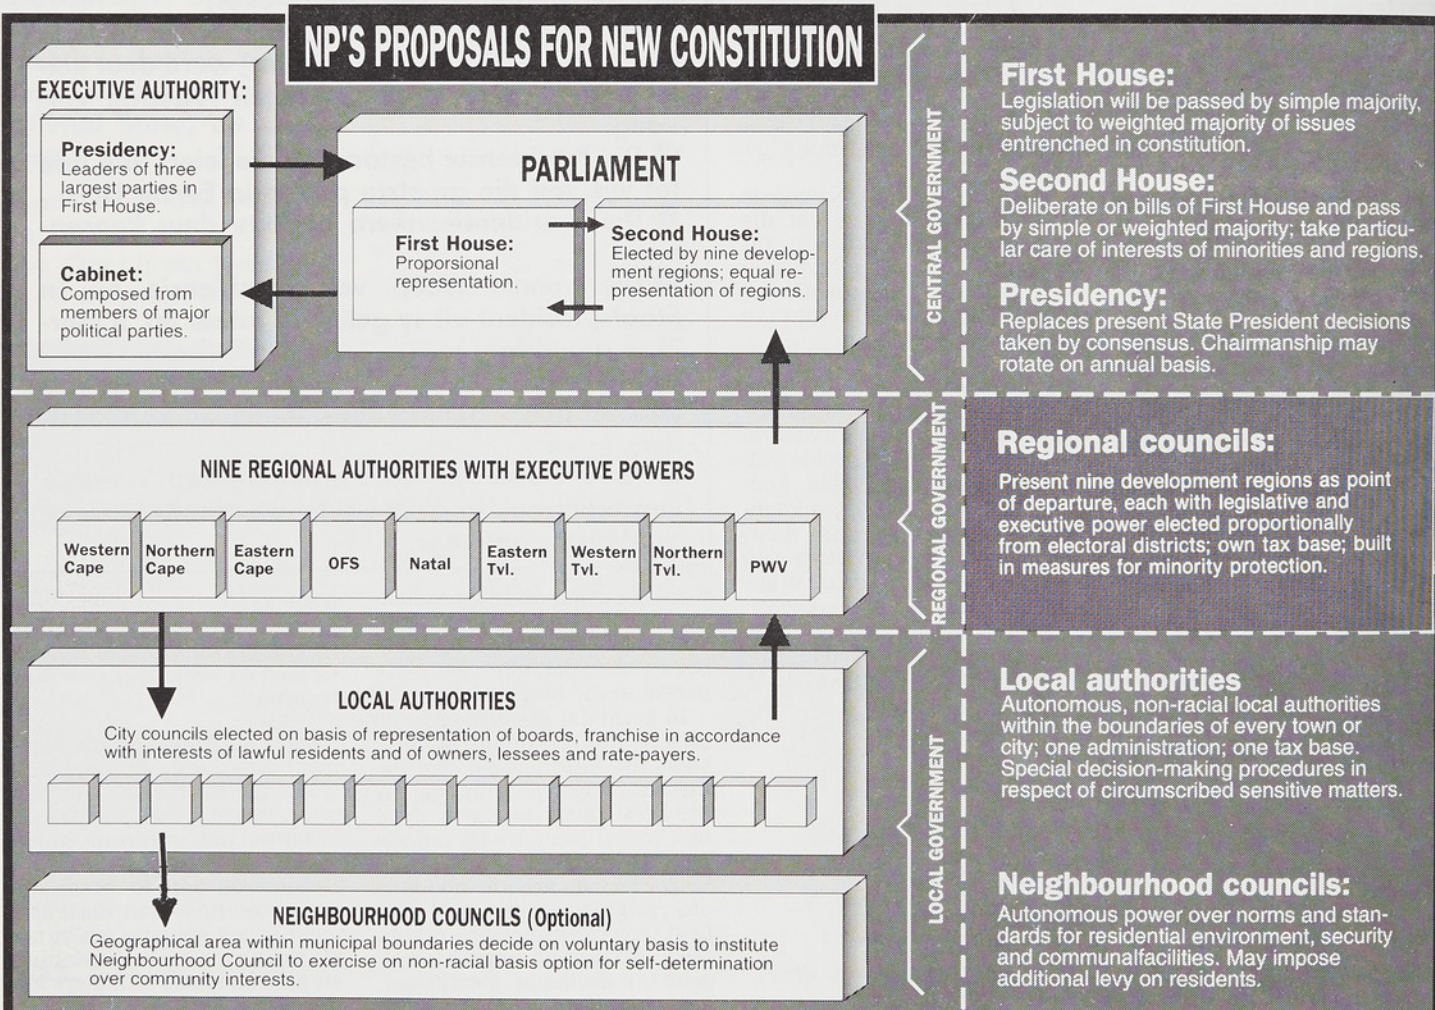 NP'S PROPOSALS FOR NEW CONSTITUTION
EXECUTIVE AUTHORITY:
Presidency:
Leaders of three
largest parties in
First House.
Cabinet:
Composed from
members of major
political parties.
PARLIAMENT
First House:
Proporsional
representation.
Second House:
Elected by nine develop-
ment regions; equal re-
presentation of regions.
CENTRAL GOVERNMENT
First House:
Legislation will be passed by simple majority,
subject to weighted majority of issues
entrenched in constitution.
Second House:
Deliberate on bills of First House and pass
by simple or weighted majority; take particu-
lar care of interests of minorities and regions.
Presidency:
Replaces present State President decisions
taken by consensus. Chairmanship may
rotate on annual basis.
NINE REGIONAL AUTHORITIES WITH EXECUTIVE POWERS
Western
Cape
Northern
Cape
Eastern
Cape
OFS
Natal
Eastern
Tvl.
Western
Tvl.
Northern
Tvl.
PWV
REGIONAL GOVERNMENT
Regional councils:
Present nine development regions as point
of departure, each with legislative and
executive power elected proportionally
from electoral districts; own tax base; built
in measures for minority protection.
LOCAL AUTHORITIES
City councils elected on basis of representation of boards, franchise in accordance
with interests of lawful residents and of owners, lessees and rate-payers.
NEIGHBOURHOOD COUNCILS (Optional)
Geographical area within municipal boundaries decide on voluntary basis to institute
Neighbourhood Council to exercise on non-racial basis option for self-determination
over community interests.
LOCAL GOVERNMENT
Local authorities
Autonomous, non-racial local authorities
within the boundaries of every town or
city; one administration; one tax base.
Special decision-making procedures in
respect of circumscribed sensitive matters.
Neighbourhood councils:
Autonomous power over norms and stan-
dards for residential environment, security
and communalfacilities. May impose
additional levy on residents.